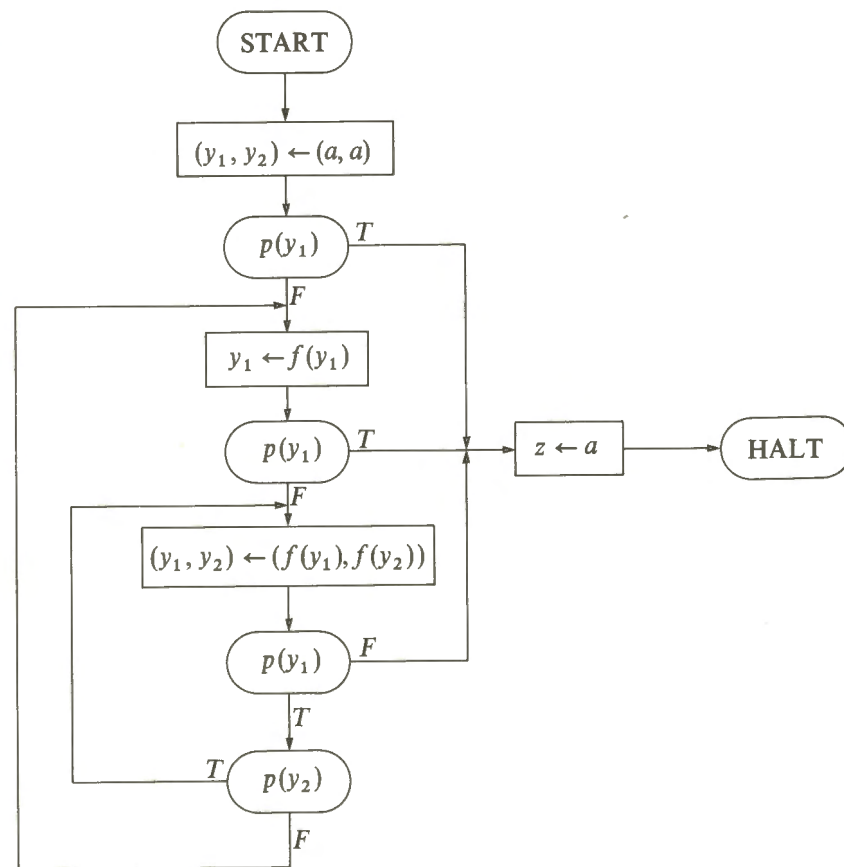 START
(y₁, y₂) ← (a, a)
p(y₁)
T
F
y₁ ← f(y₁)
p(y₁)
T
z ← a
HALT
F
(y₁, y₂) ← (f(y₁), f(y₂))
p(y₁)
F
T
T
p(y₂)
F